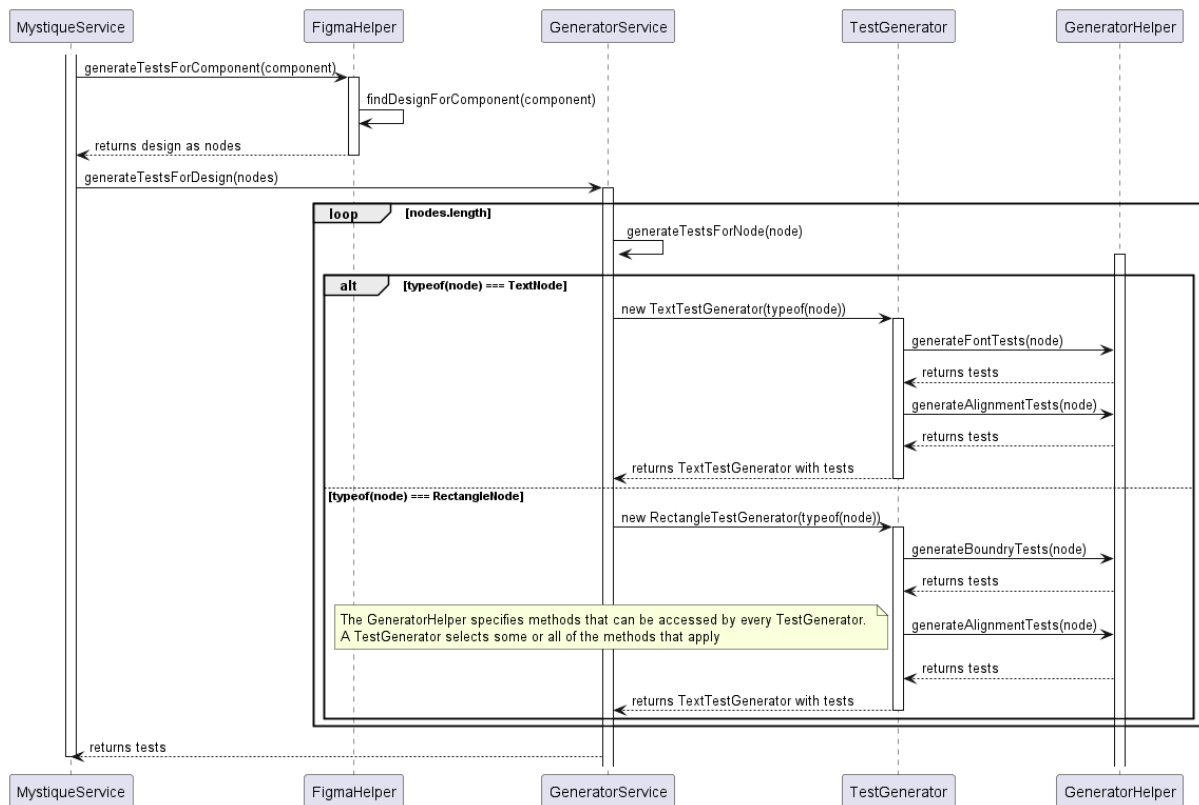 MystiqueService FigmaHelper GeneratorService TestGenerator GeneratorHelper
generateTestsForComponent(component)
findDesignForComponent(component)
returns design as nodes
generateTestsForDesign(nodes)
loop [nodes.length]
generateTestsForNode(node)
alt [typeof(node) === TextNode]
new TextTestGenerator(typeof(node))
generateFontTests(node)
returns tests
generateAlignmentTests(node)
returns tests
returns TextTestGenerator with tests
[typeof(node) === RectangleNode]
new RectangleTestGenerator(typeof(node))
generateBoundryTests(node)
returns tests
The GeneratorHelper specifies methods that can be accessed by every TestGenerator.
A TestGenerator selects some or all of the methods that apply
generateAlignmentTests(node)
returns tests
returns TextTestGenerator with tests
returns tests
MystiqueService FigmaHelper GeneratorService TestGenerator GeneratorHelper